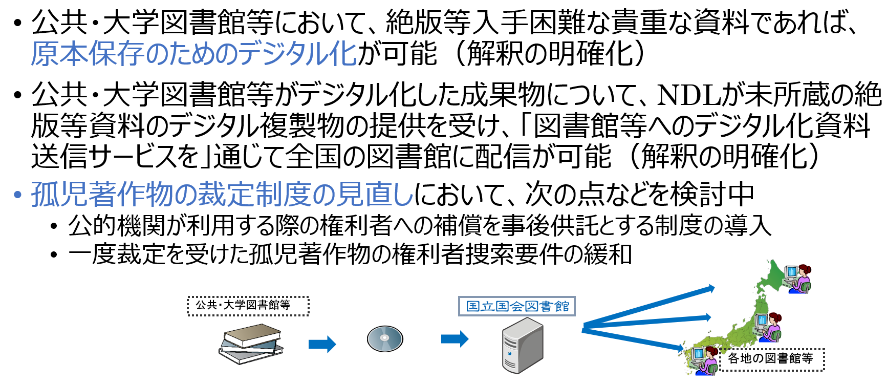 • 公共・大学図書館等において、絶版等入手困難な貴重な資料であれば、
原本保存のためのデジタル化が可能（解釈の明確化）
• 公共・大学図書館等がデジタル化した成果物について、NDLが未所蔵の絶
版等資料のデジタル複製物の提供を受け、「図書館等へのデジタル化資料
送信サービスを」通じて全国の図書館に配信が可能（解釈の明確化）
• 孤児著作物の裁定制度の見直しにおいて、次の点などを検討中
• 公的機関が利用する際の権利者への補償を事後供託とする制度の導入
• 一度裁定を受けた孤児著作物の権利者捜索要件の緩和
公共・大学図書館等
国立国会図書館
各地の図書館等